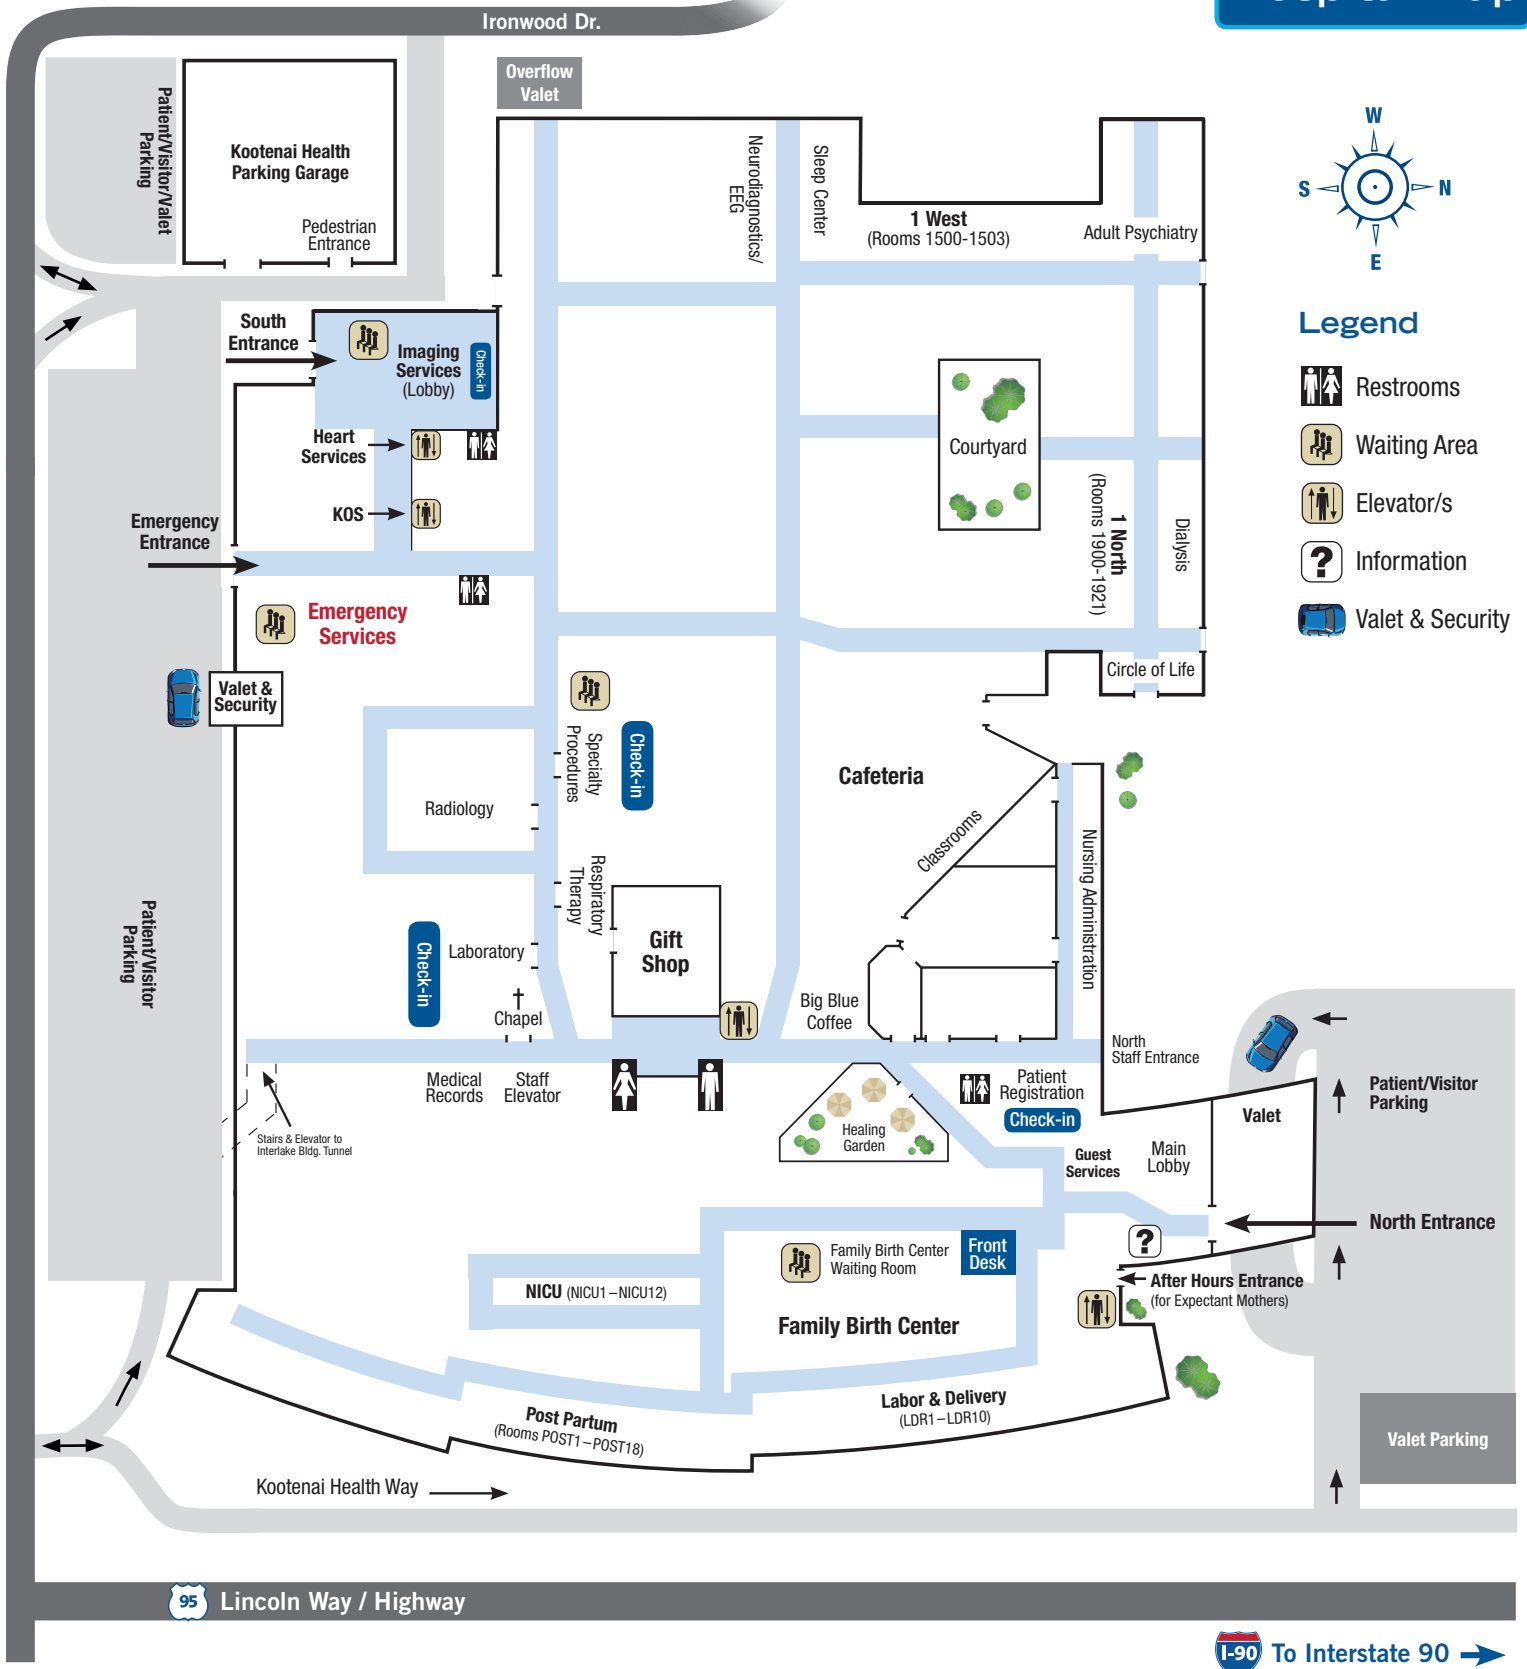 Ironwood Dr.
Overflow
Valet
Patient/Visitor/Valet
Parking
Kootenai Health
Parking Garage
Pedestrian
Entrance
Neurodiagnostics/
EEG
Sleep Center
1 West
(Rooms 1500-1503)
Adult Psychiatry
W
S
N
E
South
Entrance
Imaging
Services
(Lobby)
Check-in
Legend
Restrooms
Waiting Area
Elevator/s
? Information
Valet & Security
Heart
Services
KOS
Courtyard
1 North
(Rooms 1900-1921)
Dialysis
Emergency
Entrance
Emergency
Services
Circle of Life
Valet &
Security
Specialty
Procedures
Check-in
Cafeteria
Radiology
Classrooms
Nursing Administration
Respiratory
Therapy
Gift
Shop
Patient/Visitor
Parking
Check-in
Laboratory
Chapel
Big Blue
Coffee
North
Staff Entrance
Medical
Records
Staff
Elevator
Patient
Registration
Check-in
Patient/Visitor
Parking
Valet
Stairs & Elevator to
Interlake Bldg. Tunnel
Healing
Garden
Guest
Services
Main
Lobby
North Entrance
?
Family Birth Center
Waiting Room
Front
Desk
After Hours Entrance
(for Expectant Mothers)
NICU (NICU1–NICU12)
Family Birth Center
Labor & Delivery
(LDR1–LDR10)
Post Partum
(Rooms POST1–POST18)
Valet Parking
Kootenai Health Way
95 Lincoln Way / Highway
I-90 To Interstate 90